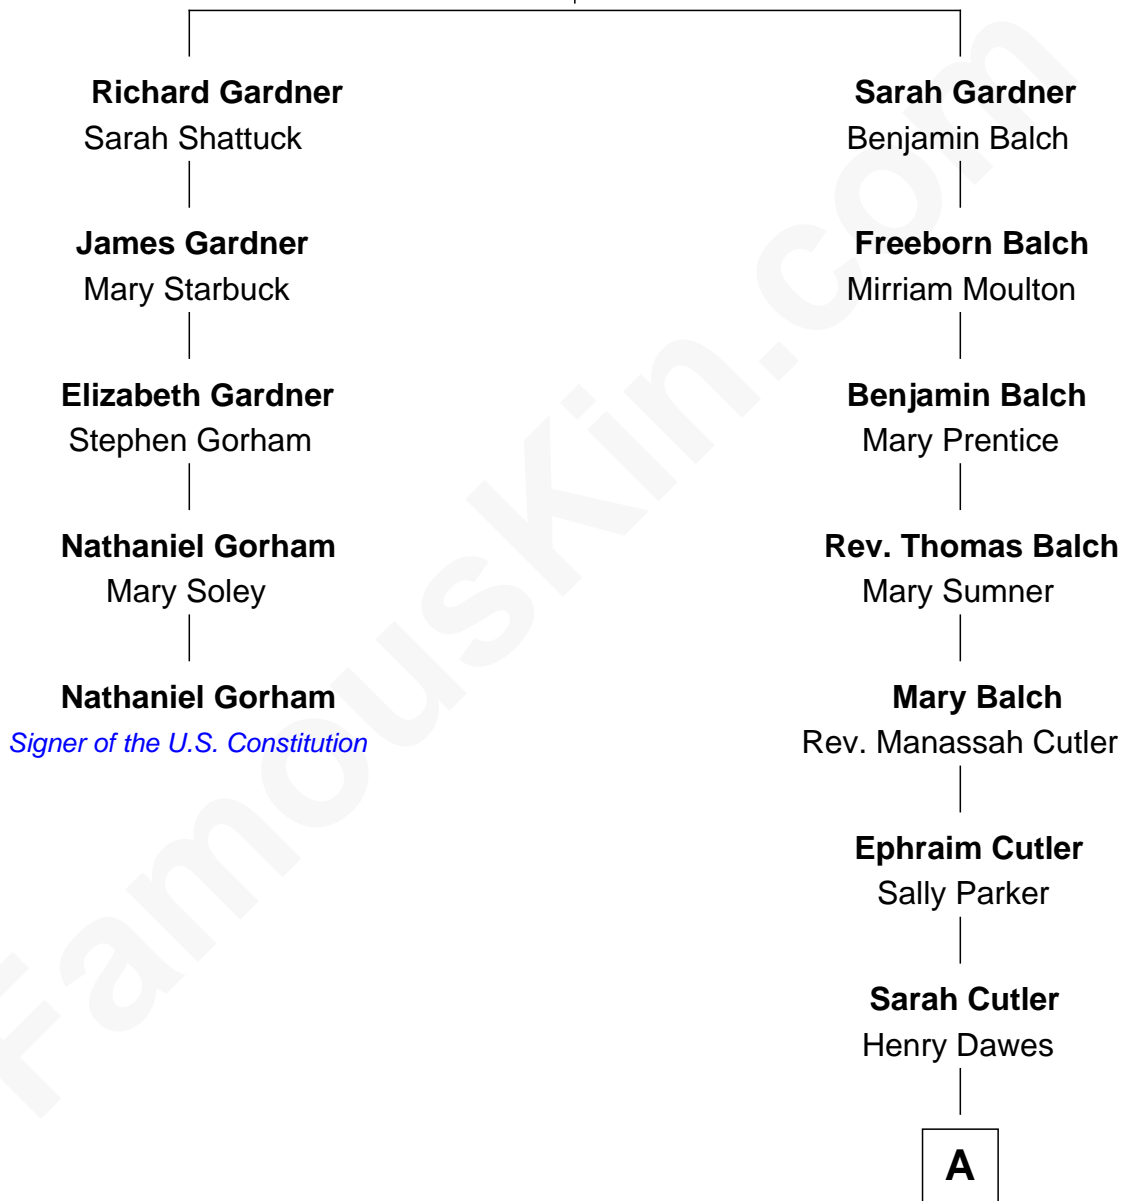 Richard Gardner
Sarah Shattuck
James Gardner
Mary Starbuck
Elizabeth Gardner
Stephen Gorham
Nathaniel Gorham
Mary Soley
Nathaniel Gorham
Signer of the U.S. Constitution
Sarah Gardner
Benjamin Balch
Freeborn Balch
Mirriam Moulton
Benjamin Balch
Mary Prentice
Rev. Thomas Balch
Mary Sumner
Mary Balch
Rev. Manassah Cutler
Ephraim Cutler
Sally Parker
Sarah Cutler
Henry Dawes
A
FamousKin.com